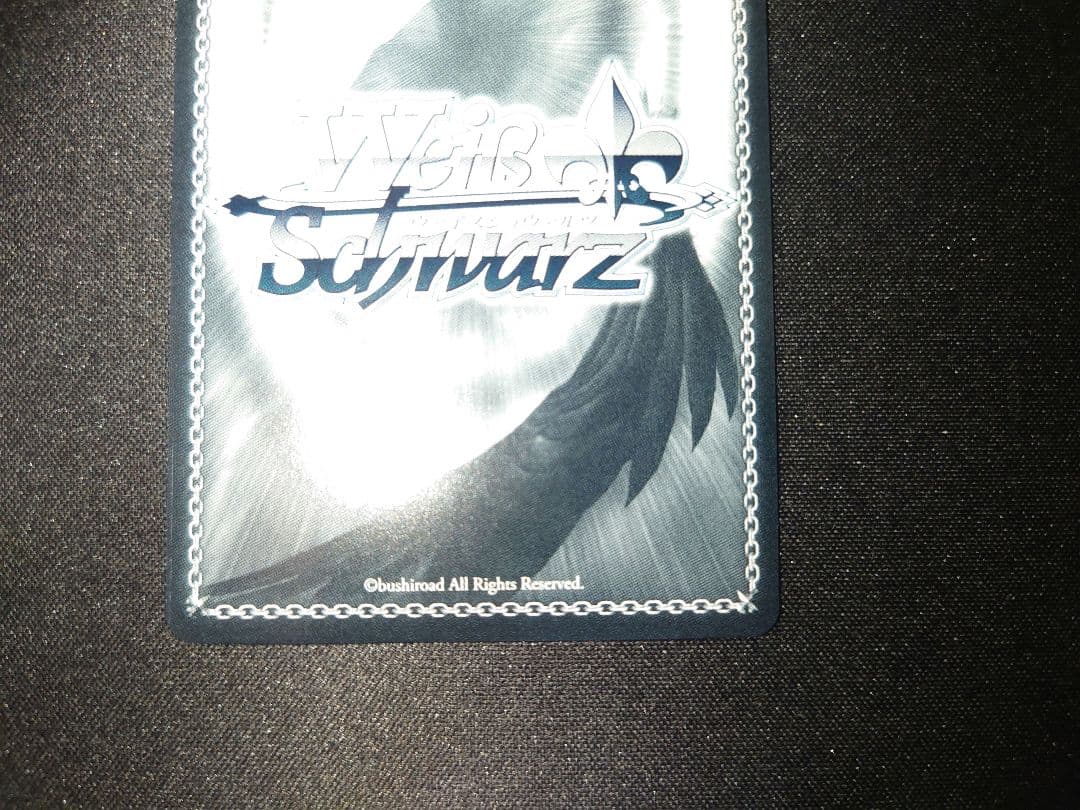 Weiß
Schwarz
©bushiroad All Rights Reserved.